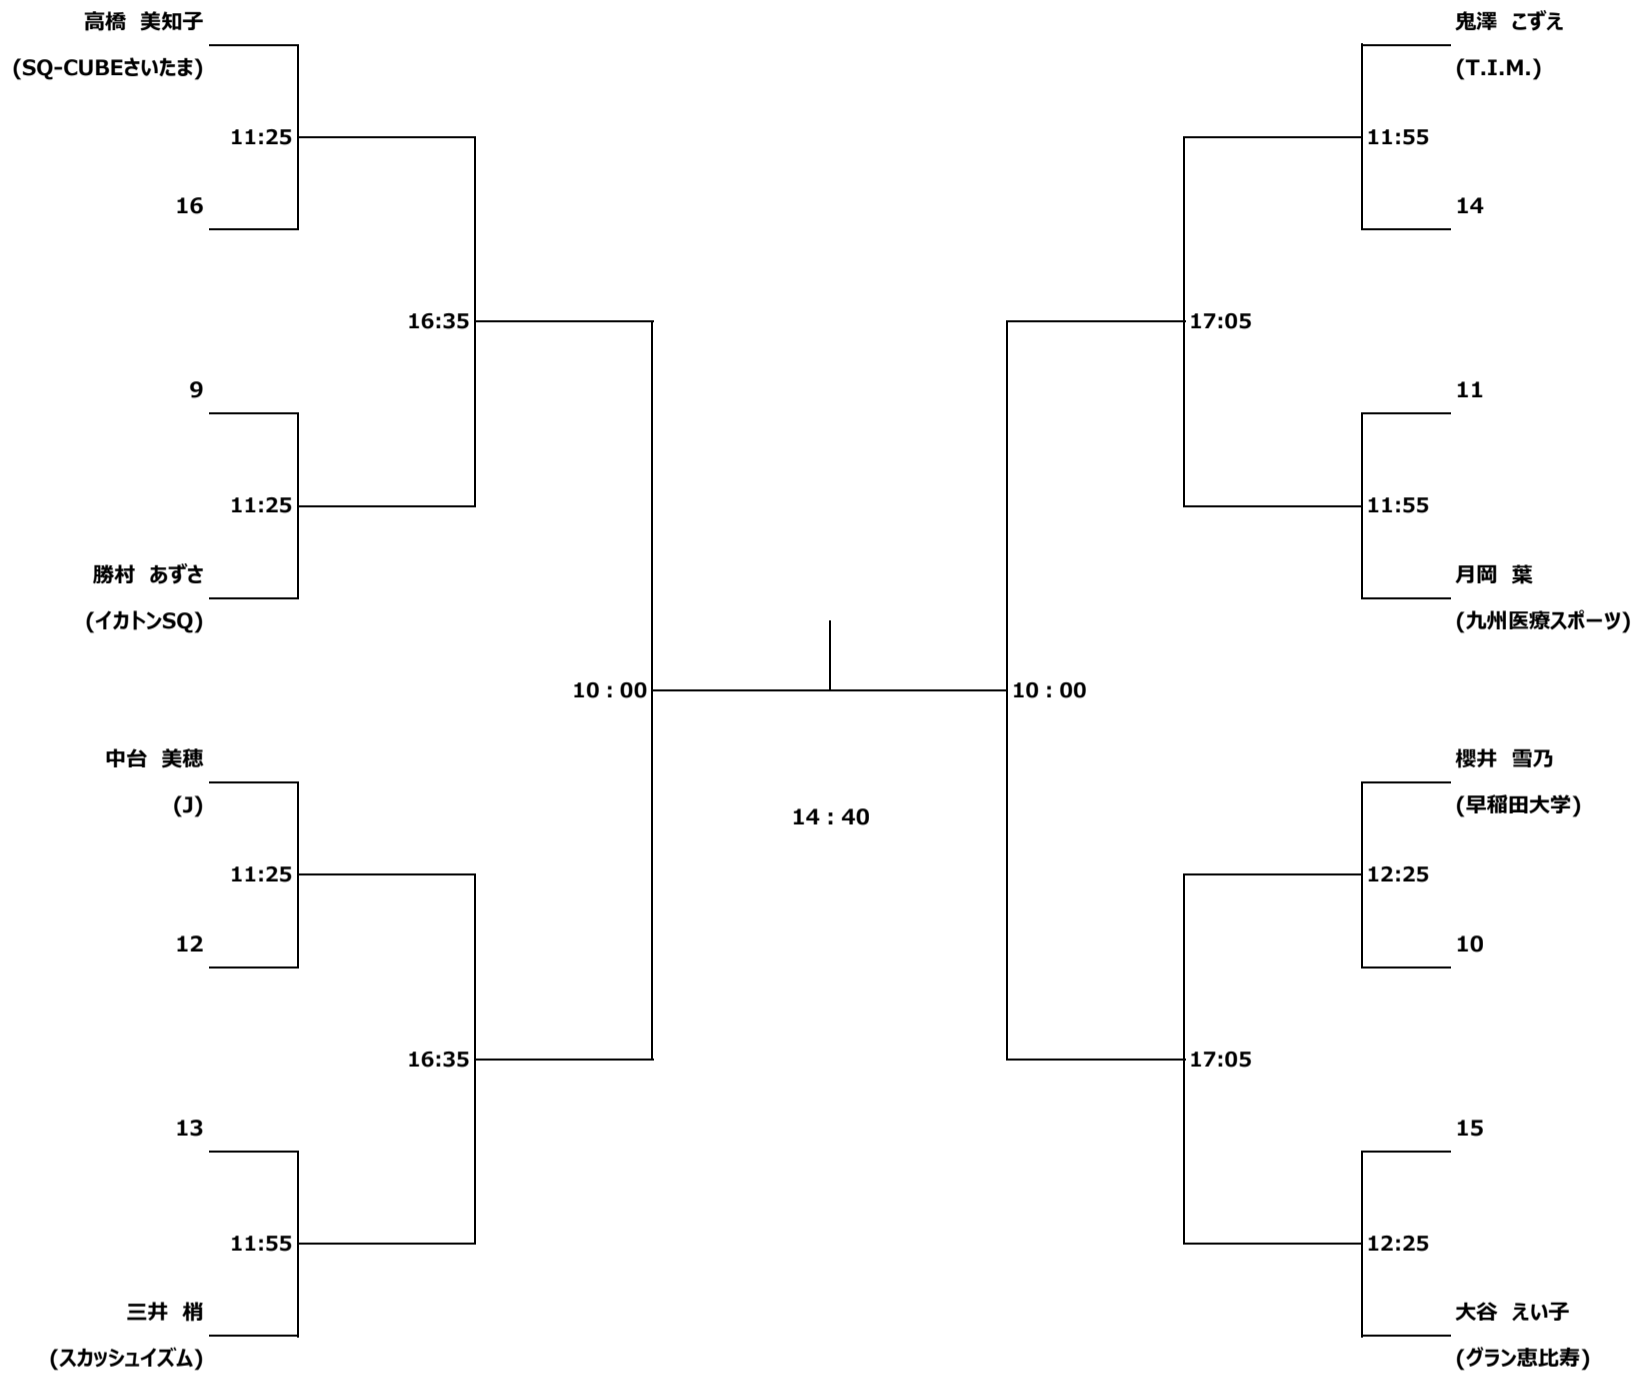 高橋 美知子
(SQ-CUBEさいたま)
11:25
16
16:35
9
11:25
勝村 あずさ
(イカトンSQ)
10：00
中台 美穂
(J)
11:25
12
16:35
13
11:55
三井 梢
(スカッシュイズム)
14：40
鬼澤 こずえ
(T.I.M.)
11:55
14
17:05
11
11:55
月岡 葉
(九州医療スポーツ)
10：00
櫻井 雪乃
(早稲田大学)
12:25
10
17:05
15
12:25
大谷 えい子
(グラン恵比寿)